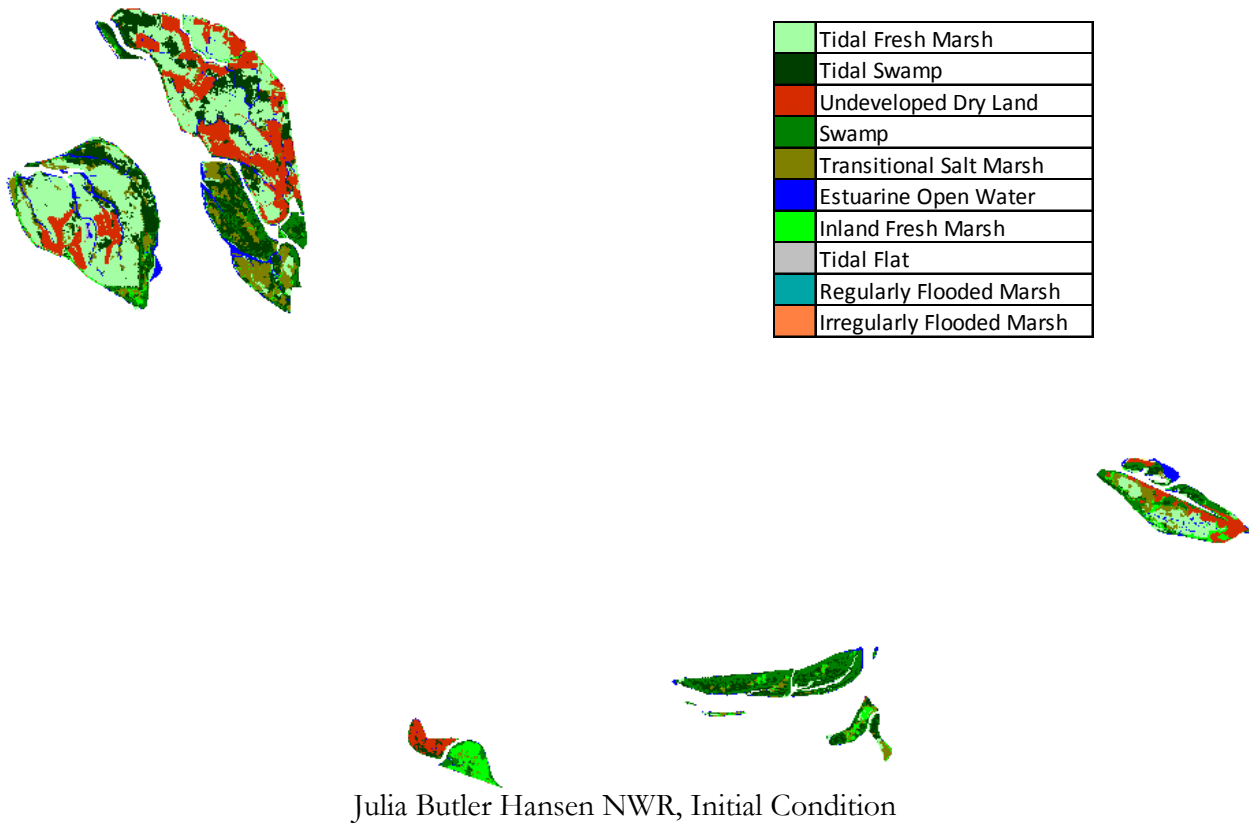 Tidal Fresh Marsh
Tidal Swamp
Undeveloped Dry Land
Swamp
Transitional Salt Marsh
Estuarine Open Water
Inland Fresh Marsh
Tidal Flat
Regularly Flooded Marsh
Irregularly Flooded Marsh
Julia Butler Hansen NWR, Initial Condition